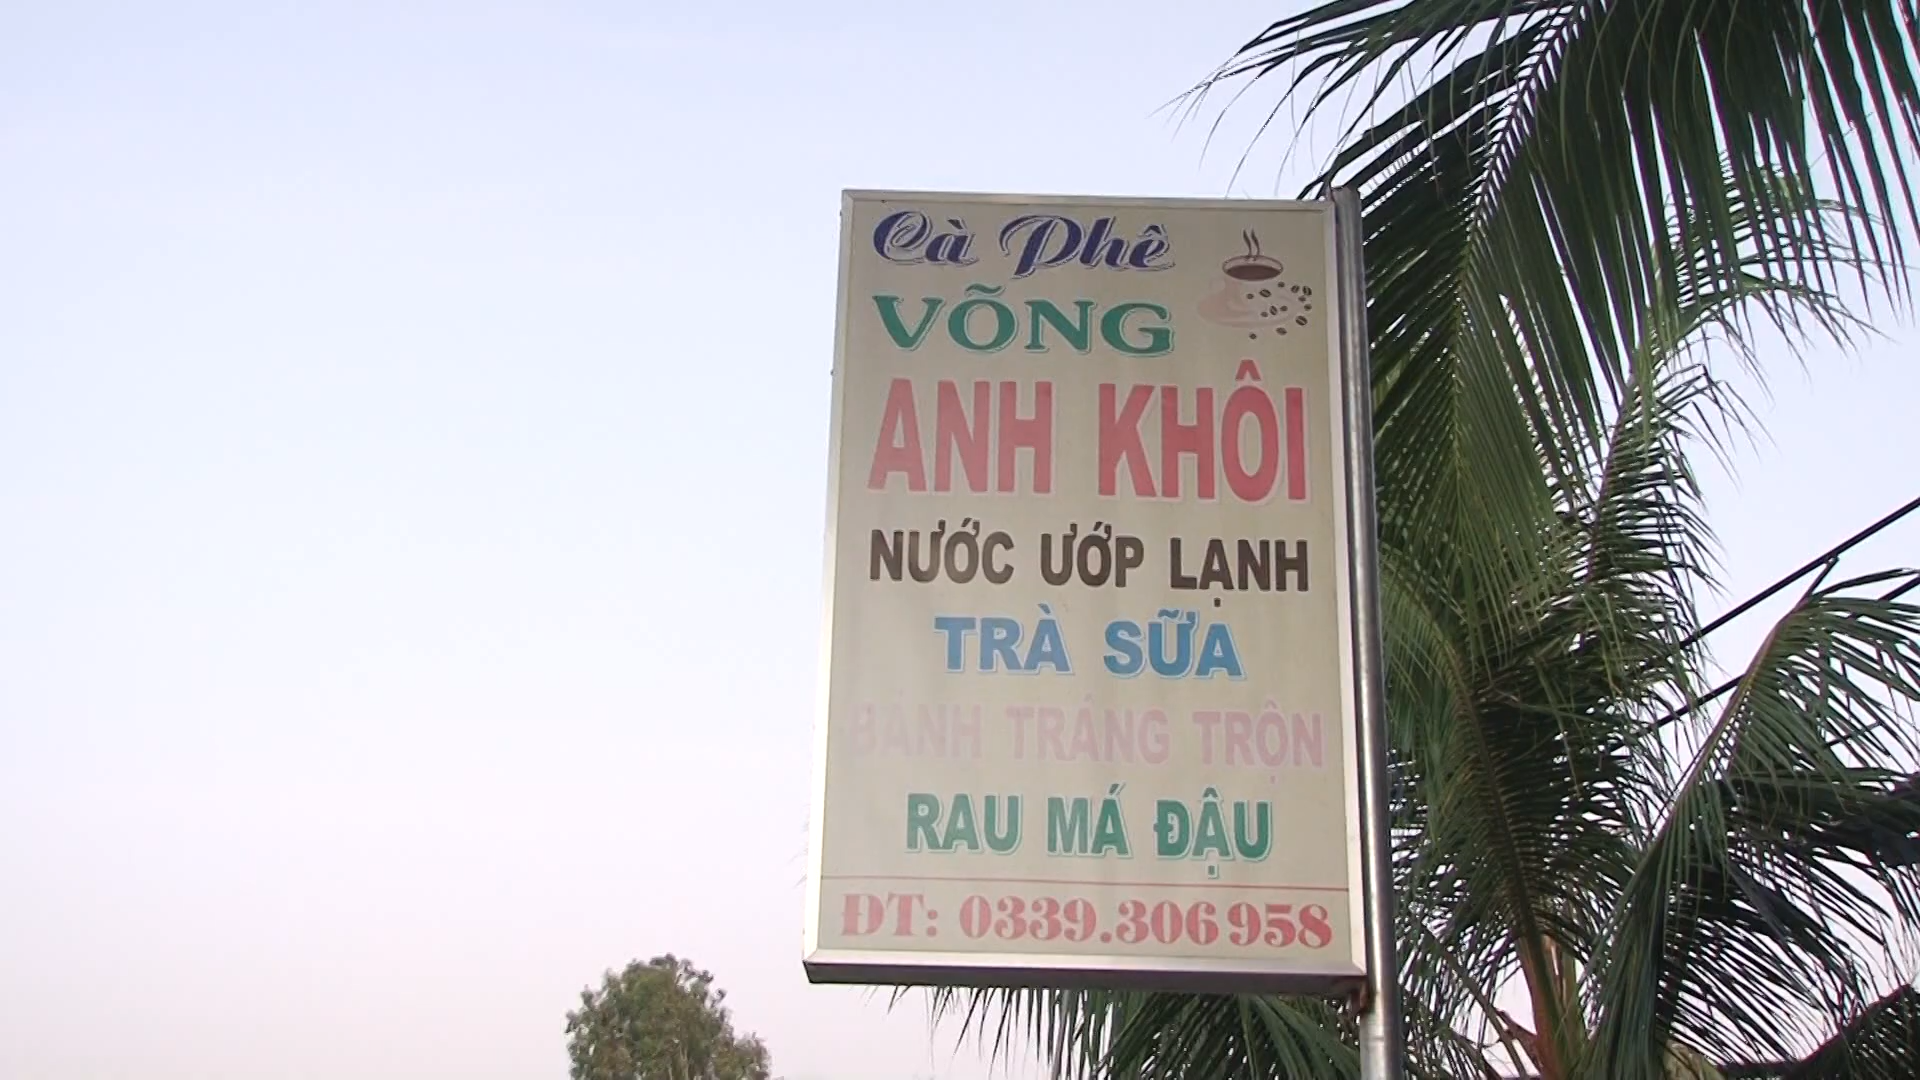 Cà Phê
VÕNG
ANH KHÔI
NƯỚC ƯỚP LẠNH
TRÀ SỮA
BÁNH TRÁNG TRỘN
RAU MÁ ĐẬU
ĐT: 0339.306 958